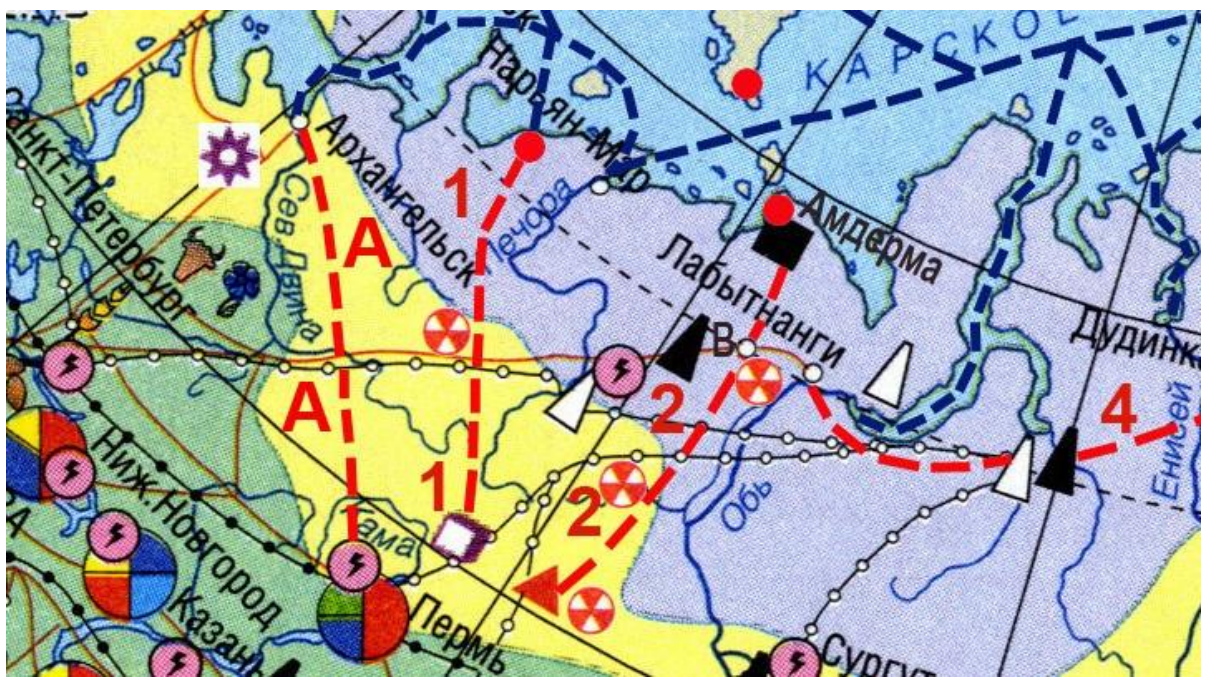 КАРСКОЕ
Нарьян-Мар
Архангельск
Санкт-Петербург
Сев.Двина
Печора
1
А
Амдерма
Лабытнанги
В
Дудинка
2
А
4
Енисей
Обь
1
2
Ниж.Новгород
Кама
Казань
Пермь
Сургут